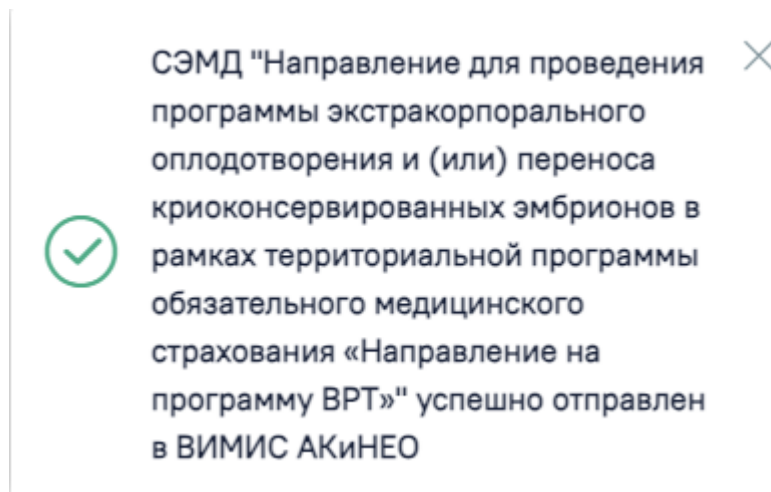 СЭМД "Направление для проведения
программы экстракорпорального
оплодотворения и (или) переноса
криоконсервированных эмбрионов в
рамках территориальной программы
обязательного медицинского
страхования «Направление на
программу ВРТ»" успешно отправлен
в ВИМИС АКиНЕО